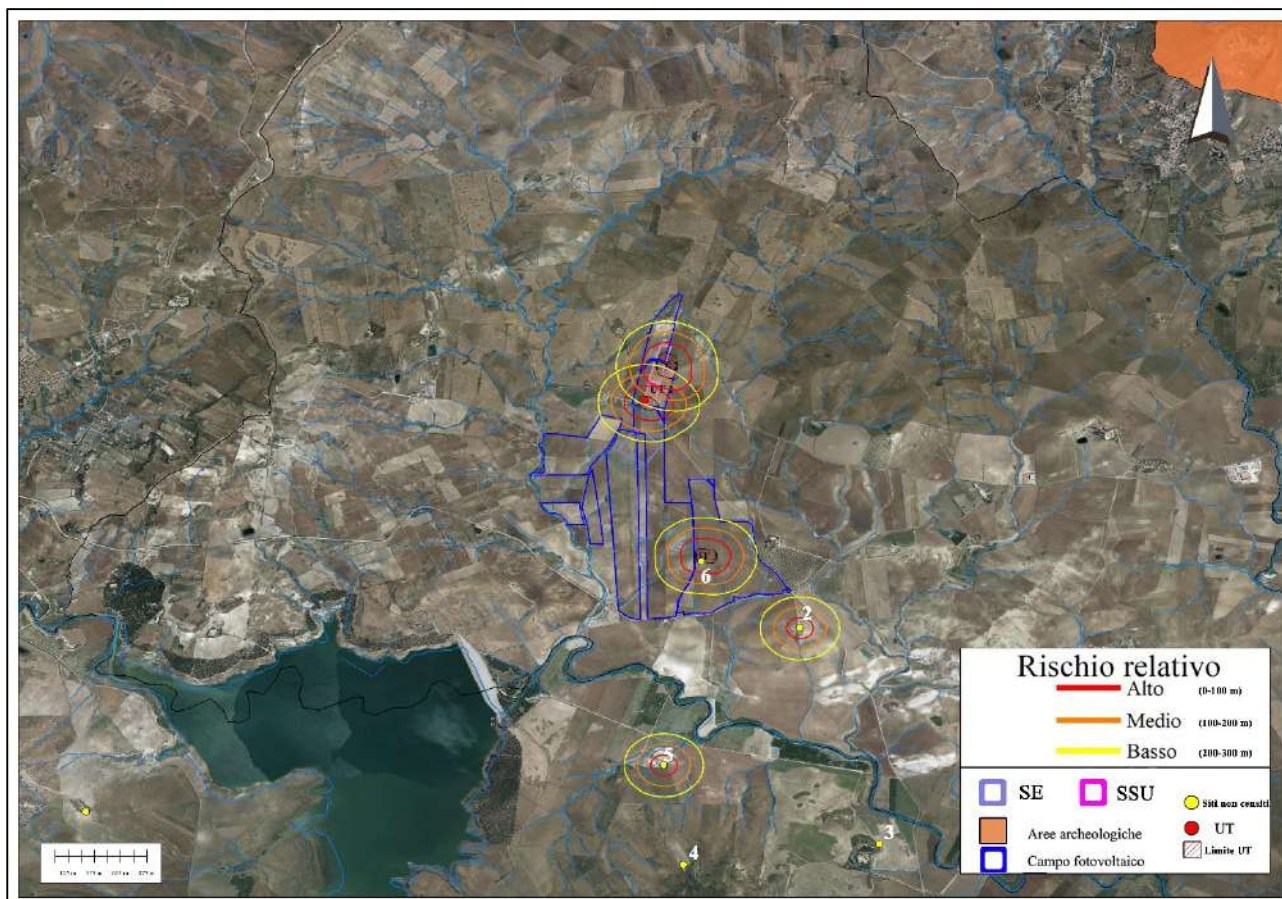 6
2
5
3
4
Rischio relativo
Alto (0-100 m)
Medio (100-200 m)
Basso (200-300 m)
SE
SSU
Siti non censiti
Aree archeologiche
UT
Campo fotovoltaico
Limite UT